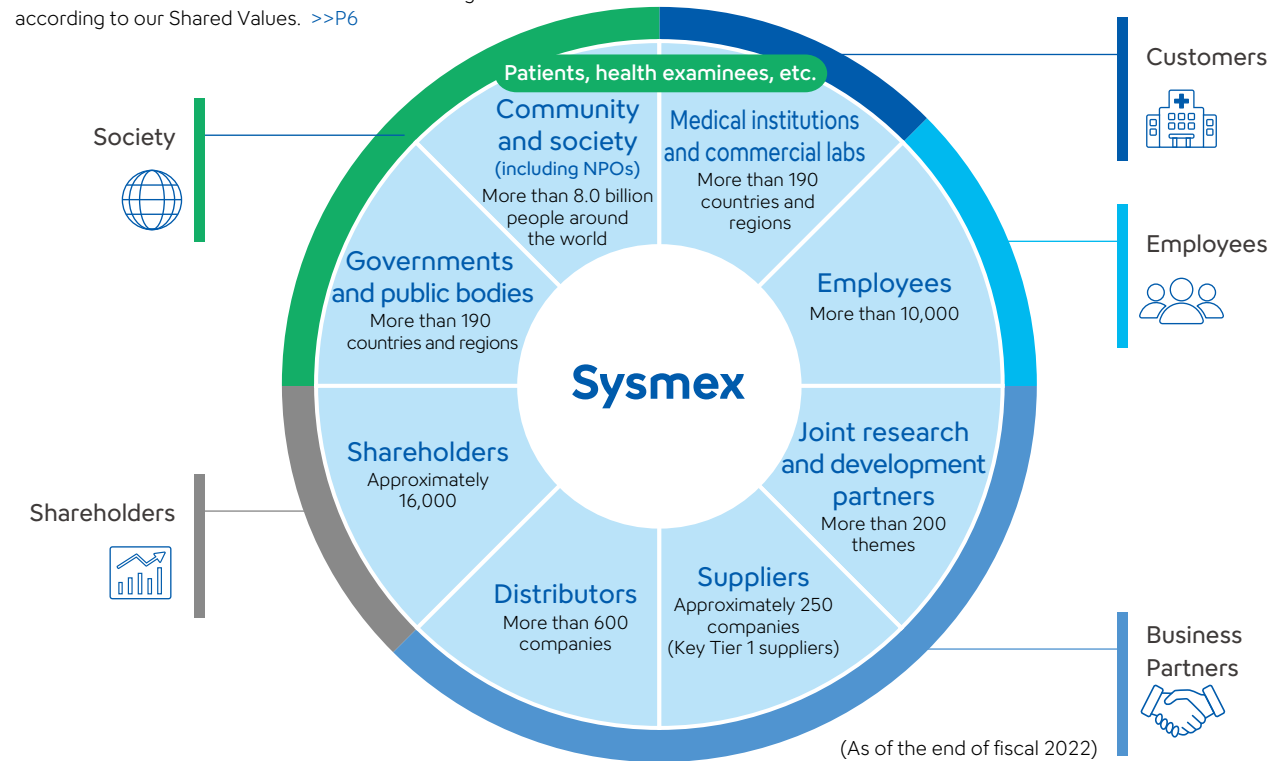 according to our Shared Values. >>P6
Patients, health examinees, etc.
Customers
Society
Community
and society
(including NPOs)
More than 8.0 billion
people around
the world
Medical institutions
and commercial labs
More than 190
countries and
regions
Employees
Governments
and public bodies
More than 190
countries and regions
Employees
More than 10,000
Sysmex
Shareholders
Approximately
16,000
Joint research
and development
partners
More than 200
themes
Shareholders
Distributors
More than 600
companies
Suppliers
Approximately 250
companies
(Key Tier 1 suppliers)
Business
Partners
(As of the end of fiscal 2022)